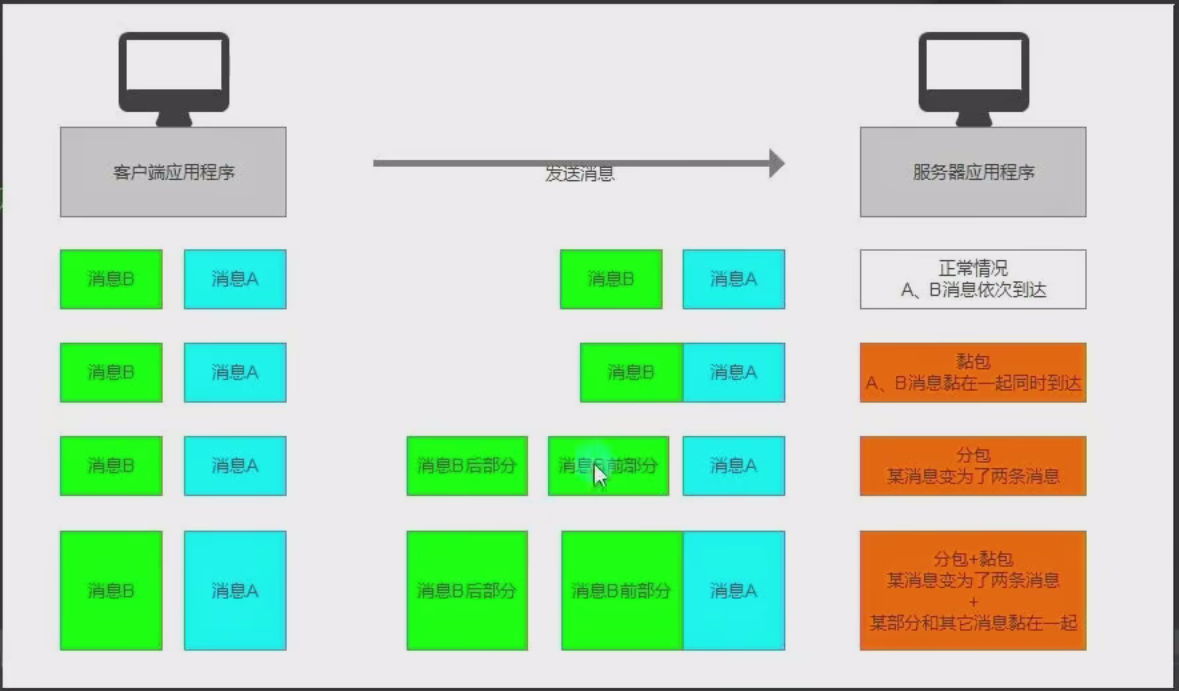 客户端应用程序
发送消息
服务器应用程序
消息B
消息A
消息B
消息A
正常情况
A、B消息依次到达
消息B
消息A
消息B
消息A
黏包
A、B消息黏在一起同时到达
消息B
消息A
消息B后部分
消息B前部分
消息A
分包
某消息变为了两条消息
消息B
消息A
消息B后部分
消息B前部分
消息A
分包+黏包
某消息变为了两条消息
+
某部分和其它消息黏在一起